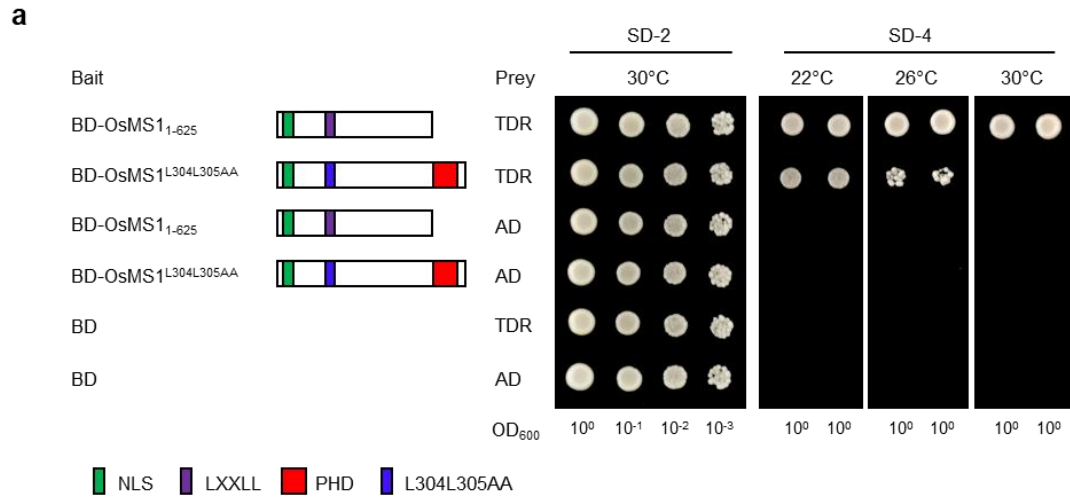 a
SD-2 SD-4
Bait Prey 30°C 22°C 26°C 30°C
BD-OsMS1₁₋₆₂₅ TDR
BD-OsMS1ᴸ³⁰⁴ᴸ³⁰⁵ᴬᴬ TDR
BD-OsMS1₁₋₆₂₅ AD
BD-OsMS1ᴸ³⁰⁴ᴸ³⁰⁵ᴬᴬ AD
BD TDR
BD AD
OD₆₀₀ 10⁰ 10⁻¹ 10⁻² 10⁻³ 10⁰ 10⁰ 10⁰ 10⁰ 10⁰ 10⁰
NLS LXXLL PHD L304L305AA